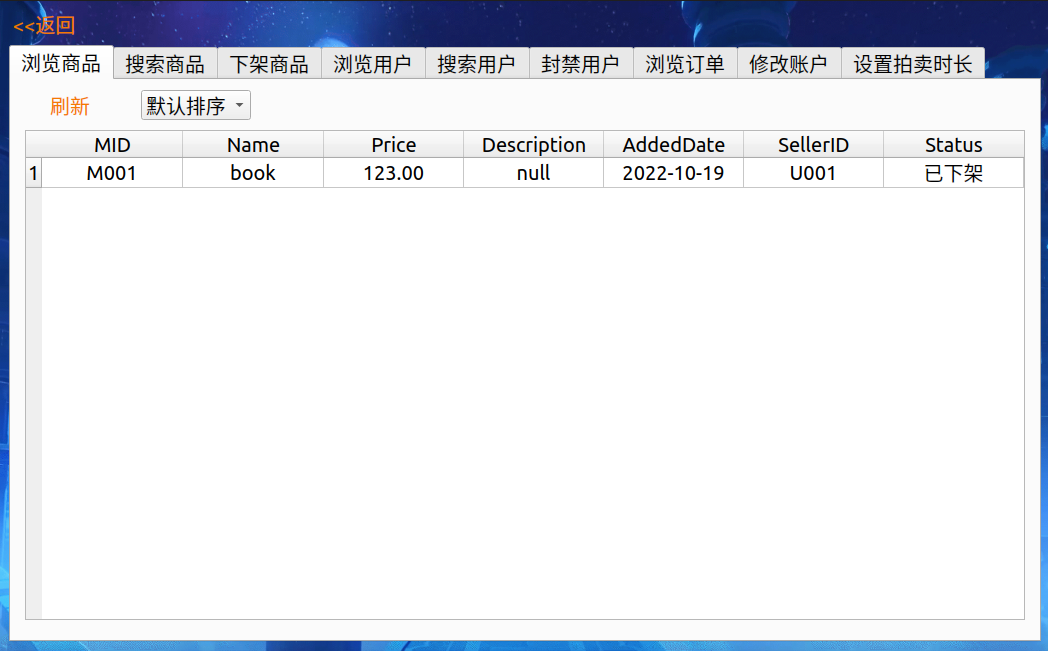 <<返回
浏览商品 搜索商品 下架商品 浏览用户 搜索用户 封禁用户 浏览订单 修改账户 设置拍卖时长
刷新 默认排序
MID Name Price Description AddedDate SellerID Status
1 M001 book 123.00 null 2022-10-19 U001 已下架